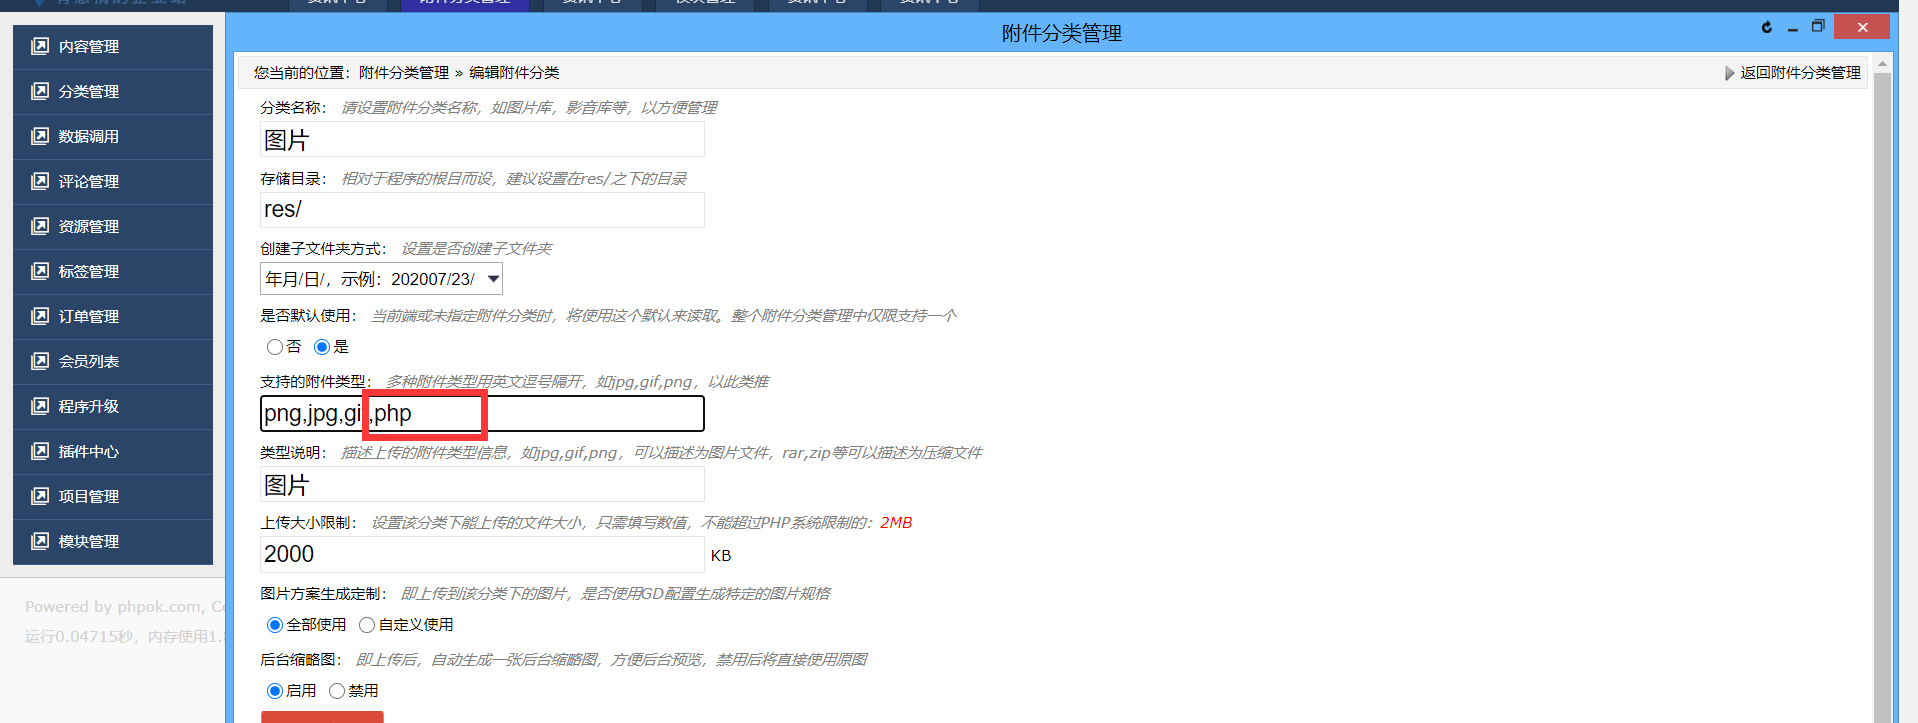 附件分类管理
内容管理
分类管理
数据调用
评论管理
资源管理
标签管理
订单管理
会员列表
程序升级
插件中心
项目管理
模块管理
Powered by phpok.com, Co
运行0.04715秒，内存使用1.
您当前的位置：附件分类管理 » 编辑附件分类
返回附件分类管理
分类名称： 请设置附件分类名称，如图片库，影音库等，以方便管理
图片
存储目录： 相对于程序的根目而设，建议设置在res/之下的目录
res/
创建子文件夹方式： 设置是否创建子文件夹
年月/日/，示例：202007/23/
是否默认使用： 当前端或未指定附件分类时，将使用这个默认来读取。整个附件分类管理中仅限支持一个
否 是
支持的附件类型： 多种附件类型用英文逗号隔开，如jpg,gif,png，以此类推
png,jpg,gif,php
类型说明： 描述上传的附件类型信息，如jpg,gif,png，可以描述为图片文件，rar,zip等可以描述为压缩文件
图片
上传大小限制： 设置该分类下能上传的文件大小，只需填写数值，不能超过PHP系统限制的：2MB
2000 KB
图片方案生成定制： 即上传到该分类下的图片，是否使用GD配置生成特定的图片规格
全部使用 自定义使用
后台缩略图： 即上传后，自动生成一张后台缩略图，方便后台预览，禁用后将直接使用原图
启用 禁用